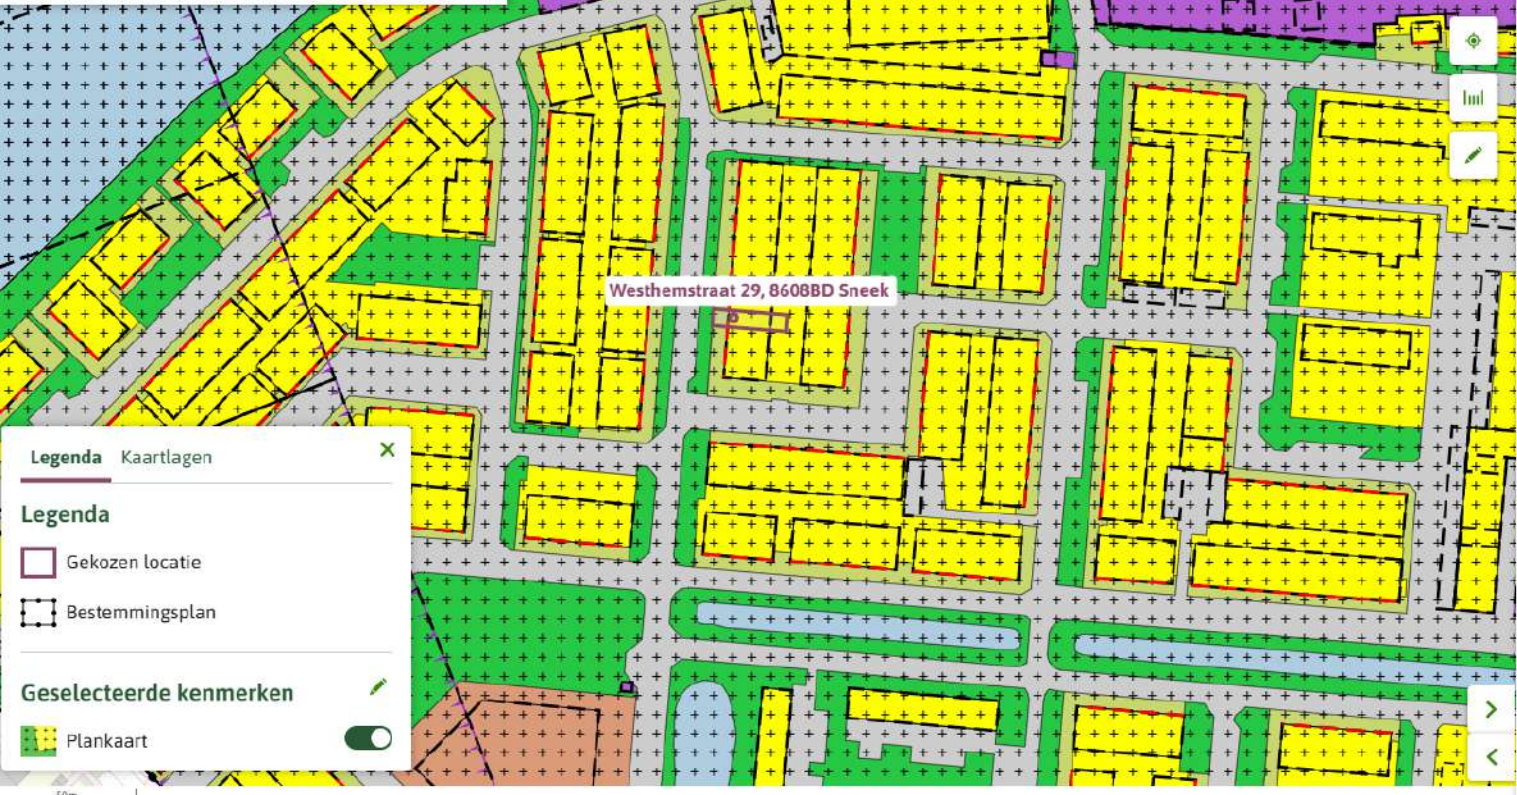 Westhemstraat 29, 8608BD Sneek
Legenda Kaartlagen
Legenda
Gekozen locatie
Bestemmingsplan
Geselecteerde kenmerken
Plankaart